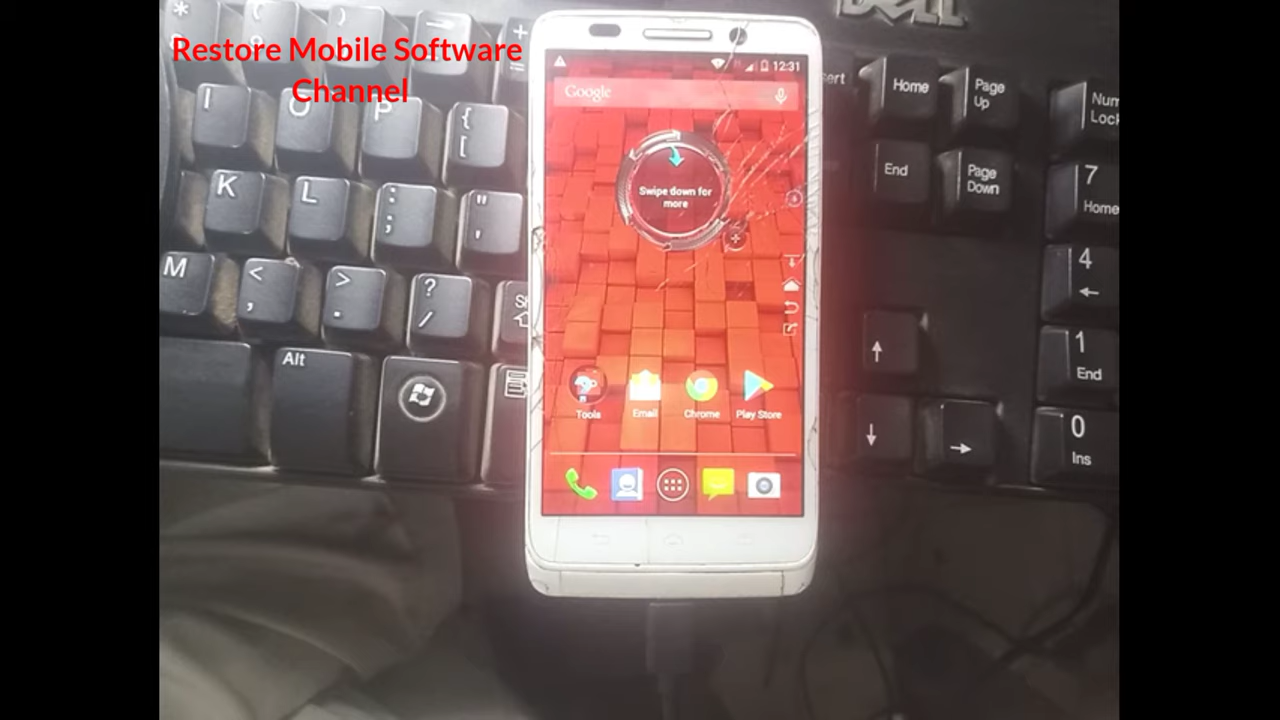 Restore Mobile Software
Channel
DELL
12:31
Google
Swipe down for
more
Tools
Email
Chrome
Play Store
*
(
)
+
=
I
O
P
{
[
K
L
:
;
"
'
M
<
,
>
.
?
/
Alt
Home
Page
Up
End
Page
Down
Num
Lock
7
Home
4
1
End
0
Ins